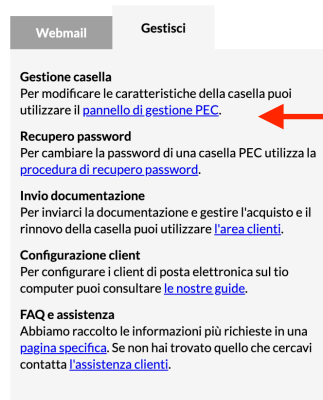 Webmail
Gestisci
Gestione casella
Per modificare le caratteristiche della casella puoi
utilizzare il pannello di gestione PEC.
Recupero password
Per cambiare la password di una casella PEC utilizza la
procedura di recupero password.
Invio documentazione
Per inviarci la documentazione e gestire l'acquisto e il
rinnovo della casella puoi utilizzare l'area clienti.
Configurazione client
Per configurare i client di posta elettronica sul tio
computer puoi consultare le nostre guide.
FAQ e assistenza
Abbiamo raccolto le informazioni più richieste in una
pagina specifica. Se non hai trovato quello che cercavi
contatta l'assistenza clienti.